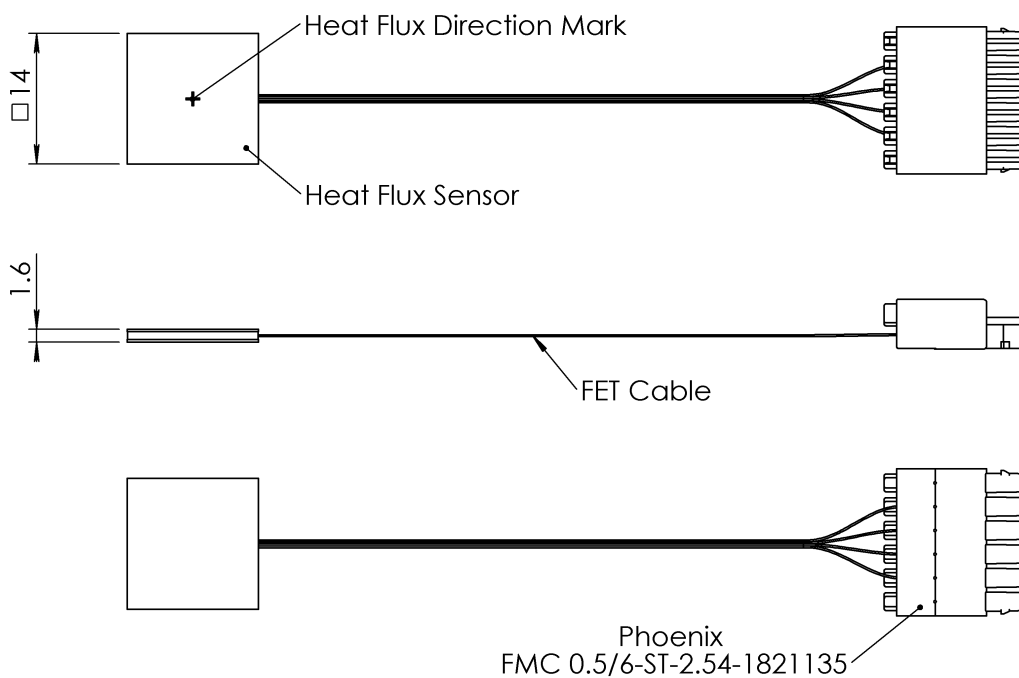 Heat Flux Direction Mark
□14
Heat Flux Sensor
1.6
FET Cable
Phoenix
FMC 0.5/6-ST-2.54-1821135